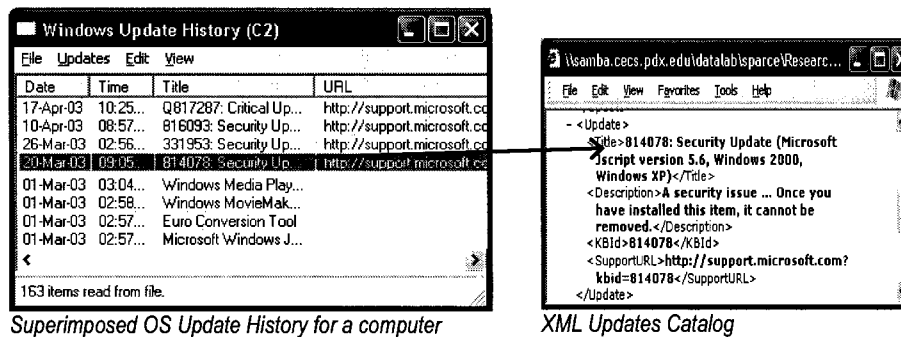 Windows Update History (C2)
File Updates Edit View
Date Time Title URL
17-Apr-03 10:25... Q817287: Critical Up... http://support.microsoft.cc
10-Apr-03 08:57... 816093: Security Up... http://support.microsoft.cc
26-Mar-03 02:56... 331953: Security Up... http://support.microsoft.cc
20-Mar-03 09:05... 814078: Security Up... http://support.microsoft.cc
01-Mar-03 03:04... Windows Media Play...
01-Mar-03 02:58... Windows MovieMak...
01-Mar-03 02:57... Euro Conversion Tool
01-Mar-03 02:57... Microsoft Windows J...
163 items read from file.
Superimposed OS Update History for a computer
\\samba.cecs.pdx.edu\datalab\sparce\Researc...
File Edit View Favorites Tools Help
- <Update>
<Title>814078: Security Update (Microsoft
Jscript version 5.6, Windows 2000,
Windows XP)</Title>
<Description>A security issue ... Once you
have installed this item, it cannot be
removed.</Description>
<KBId>814078</KBId>
<SupportURL>http://support.microsoft.com?
kbid=814078</SupportURL>
</Update>
XML Updates Catalog